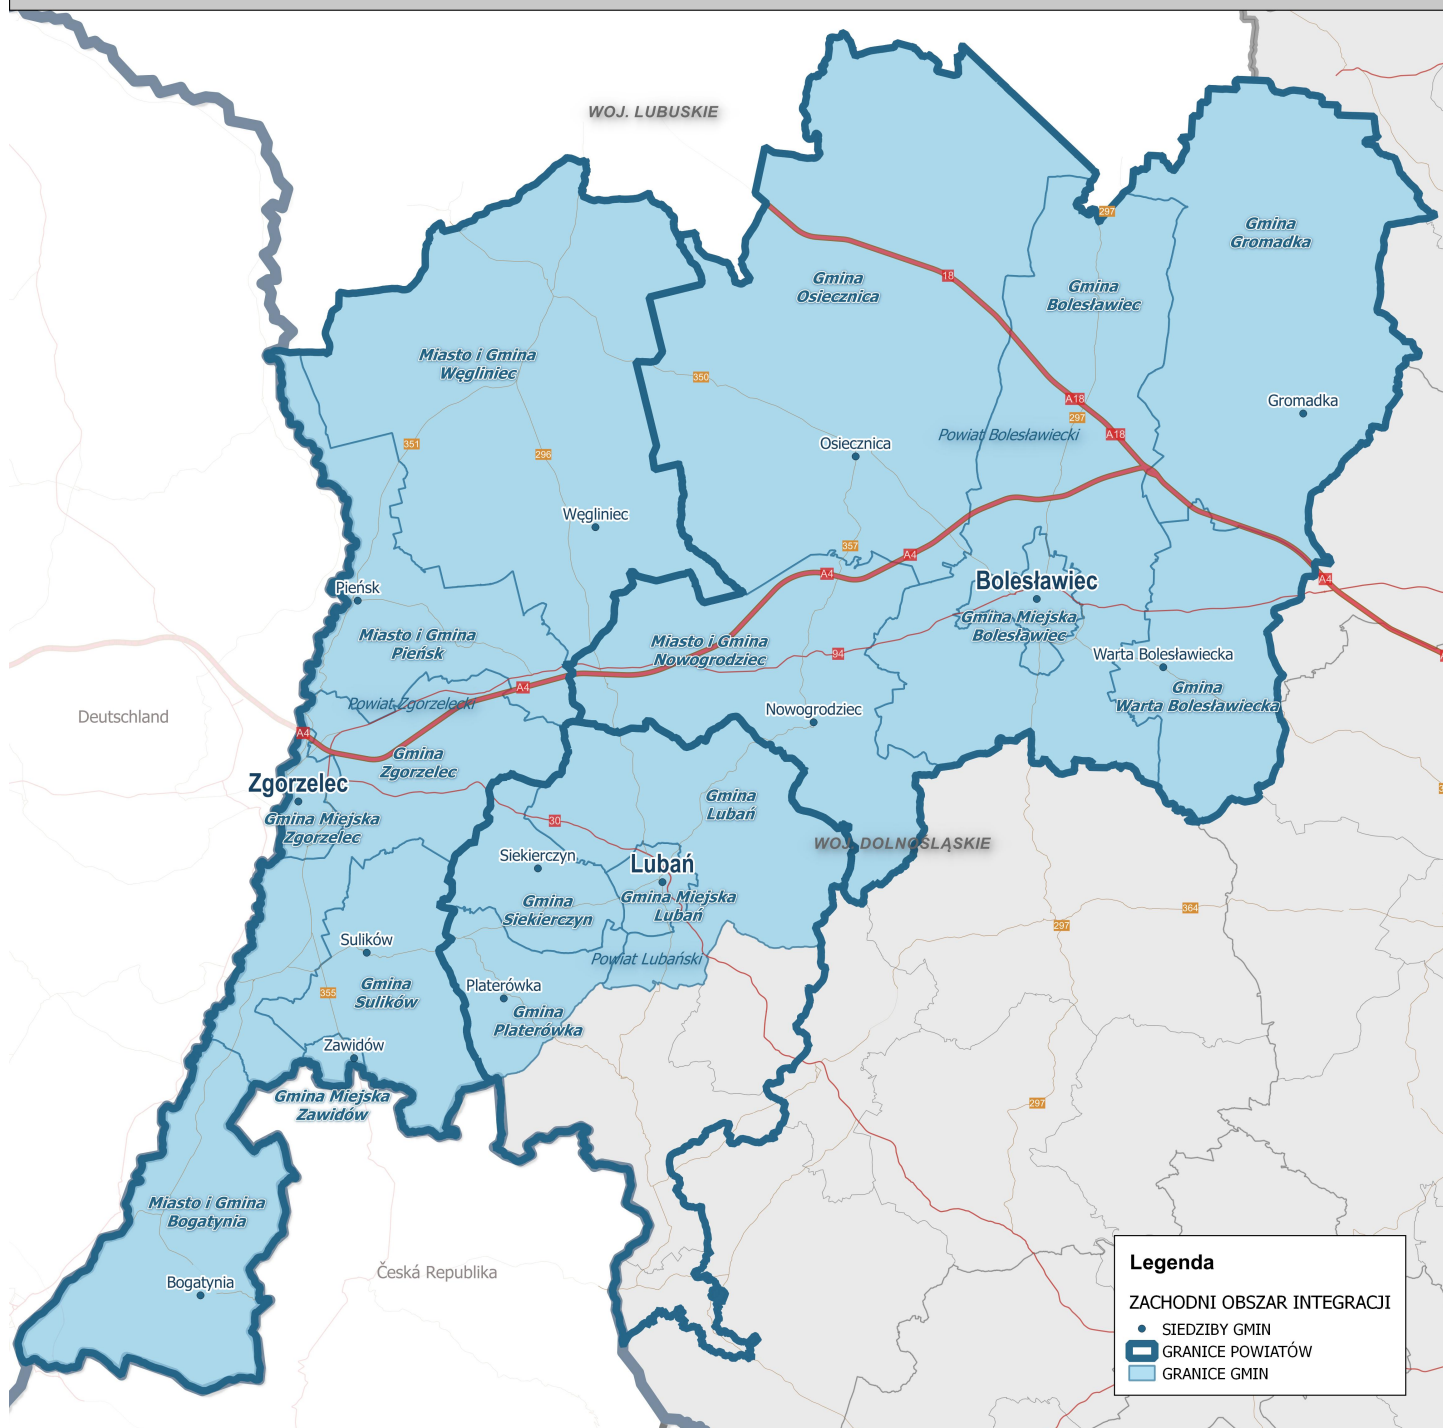 WOJ. LUBUSKIE
297
Gmina
Gromadka
18
Gmina
Osiecznica
Gmina
Bolesławiec
Miasto i Gmina
Węgliniec
350
A18
297
Gromadka
A18
Powiat Bolesławiecki
351
296
Osiecznica
Węgliniec
357
A4
A4
A4
Bolesławiec
Pieńsk
Gmina Miejska
Bolesławiec
Miasto i Gmina
Pieńsk
Miasto i Gmina
Nowogrodziec
94
Warta Bolesławiecka
A4
Gmina
Warta Bolesławiecka
Powiat Zgorzelecki
Nowogrodziec
Deutschland
A4
Gmina
Zgorzelec
Zgorzelec
Gmina Miejska
Zgorzelec
Gmina
Lubań
30
WOJ. DOLNOŚLĄSKIE
Siekierczyn
Lubań
Gmina
Siekierczyn
Gmina Miejska
Lubań
364
297
Sulików
Powiat Lubański
Gmina
Sulików
355
Platerówka
Gmina
Platerówka
Zawidów
Gmina Miejska
Zawidów
297
Miasto i Gmina
Bogatynia
Bogatynia
Česká Republika
Legenda
ZACHODNI OBSZAR INTEGRACJI
SIEDZIBY GMIN
GRANICE POWIATÓW
GRANICE GMIN